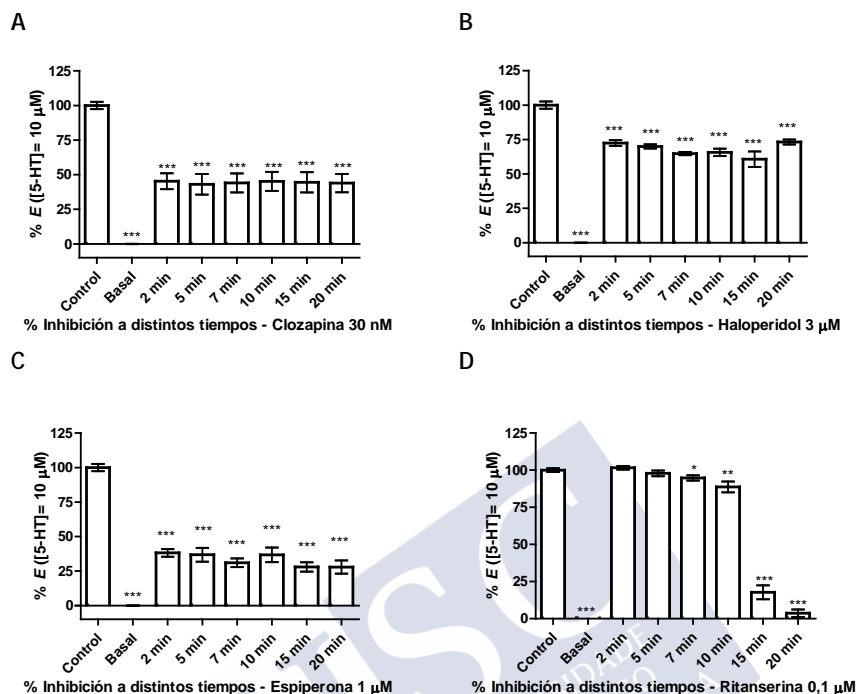 A
% E ([5-HT]= 10 µM)
125
100
75
50
25
0
***
***
***
***
***
***
***
Control
Basal
2 min
5 min
7 min
10 min
15 min
20 min
% Inhibición a distintos tiempos - Clozapina 30 nM
B
% E ([5-HT]= 10 µM)
125
100
75
50
25
0
***
***
***
***
***
***
***
Control
Basal
2 min
5 min
7 min
10 min
15 min
20 min
% Inhibición a distintos tiempos - Haloperidol 3 µM
C
% E ([5-HT]= 10 µM)
125
100
75
50
25
0
***
***
***
***
***
***
***
Control
Basal
2 min
5 min
7 min
10 min
15 min
20 min
% Inhibición a distintos tiempos - Espiperona 1 µM
D
% E ([5-HT]= 10 µM)
125
100
75
50
25
0
***
*
**
***
***
Control
Basal
2 min
5 min
7 min
10 min
15 min
20 min
% Inhibición a distintos tiempos - Ritanserina 0,1 µM
USC